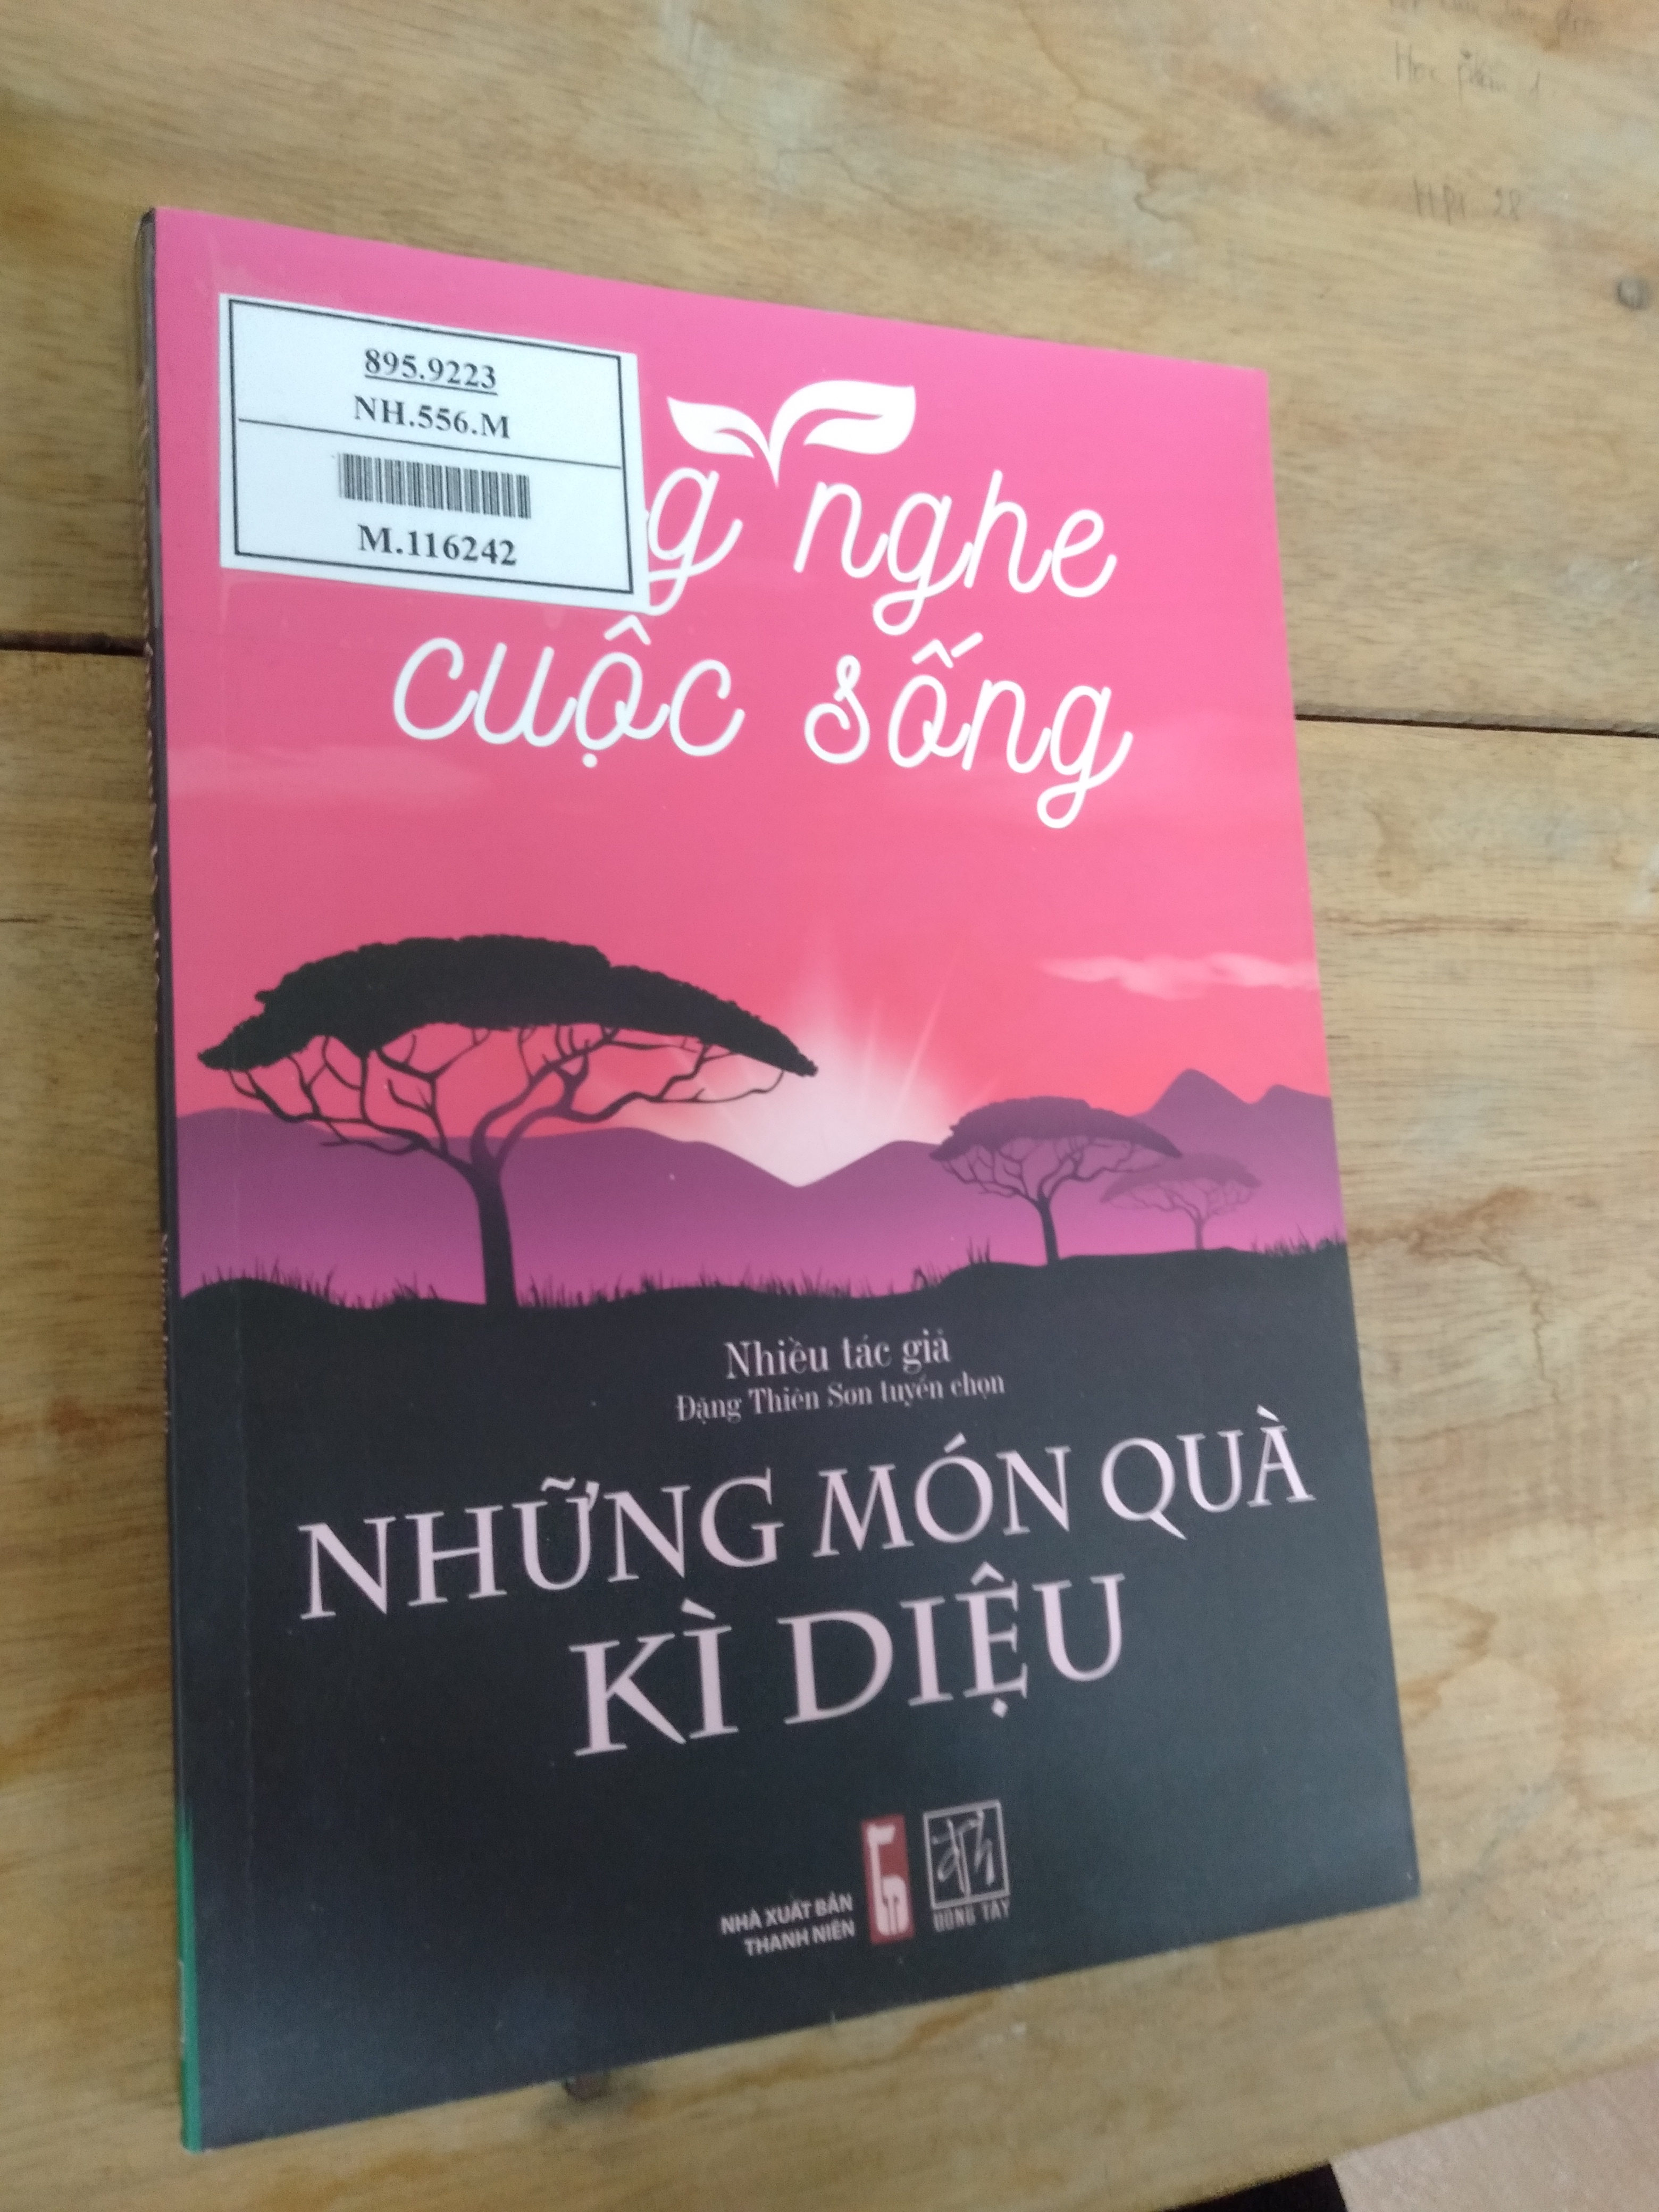 895.9223
NH.556.M
M.116242
g nghe
cuộc sống
Nhiều tác giả
Đặng Thiên Sơn tuyển chọn
NHỮNG MÓN QUÀ
KÌ DIỆU
NHÀ XUẤT BẢN
THANH NIÊN
ĐÔNG TÂY